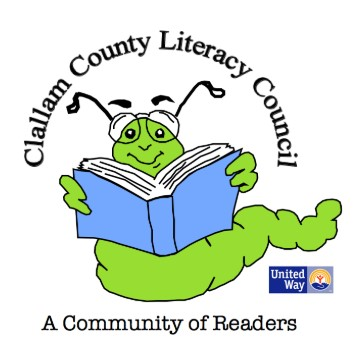 Clallam County Literacy Council
United
Way
A Community of Readers